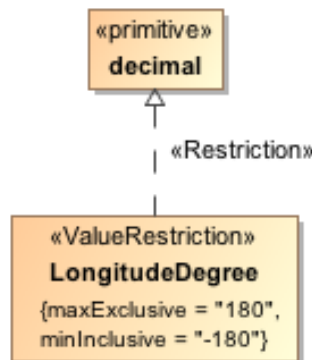 «primitive»
decimal
«Restriction»
«ValueRestriction»
LongitudeDegree
{maxExclusive = "180",
minInclusive = "-180"}